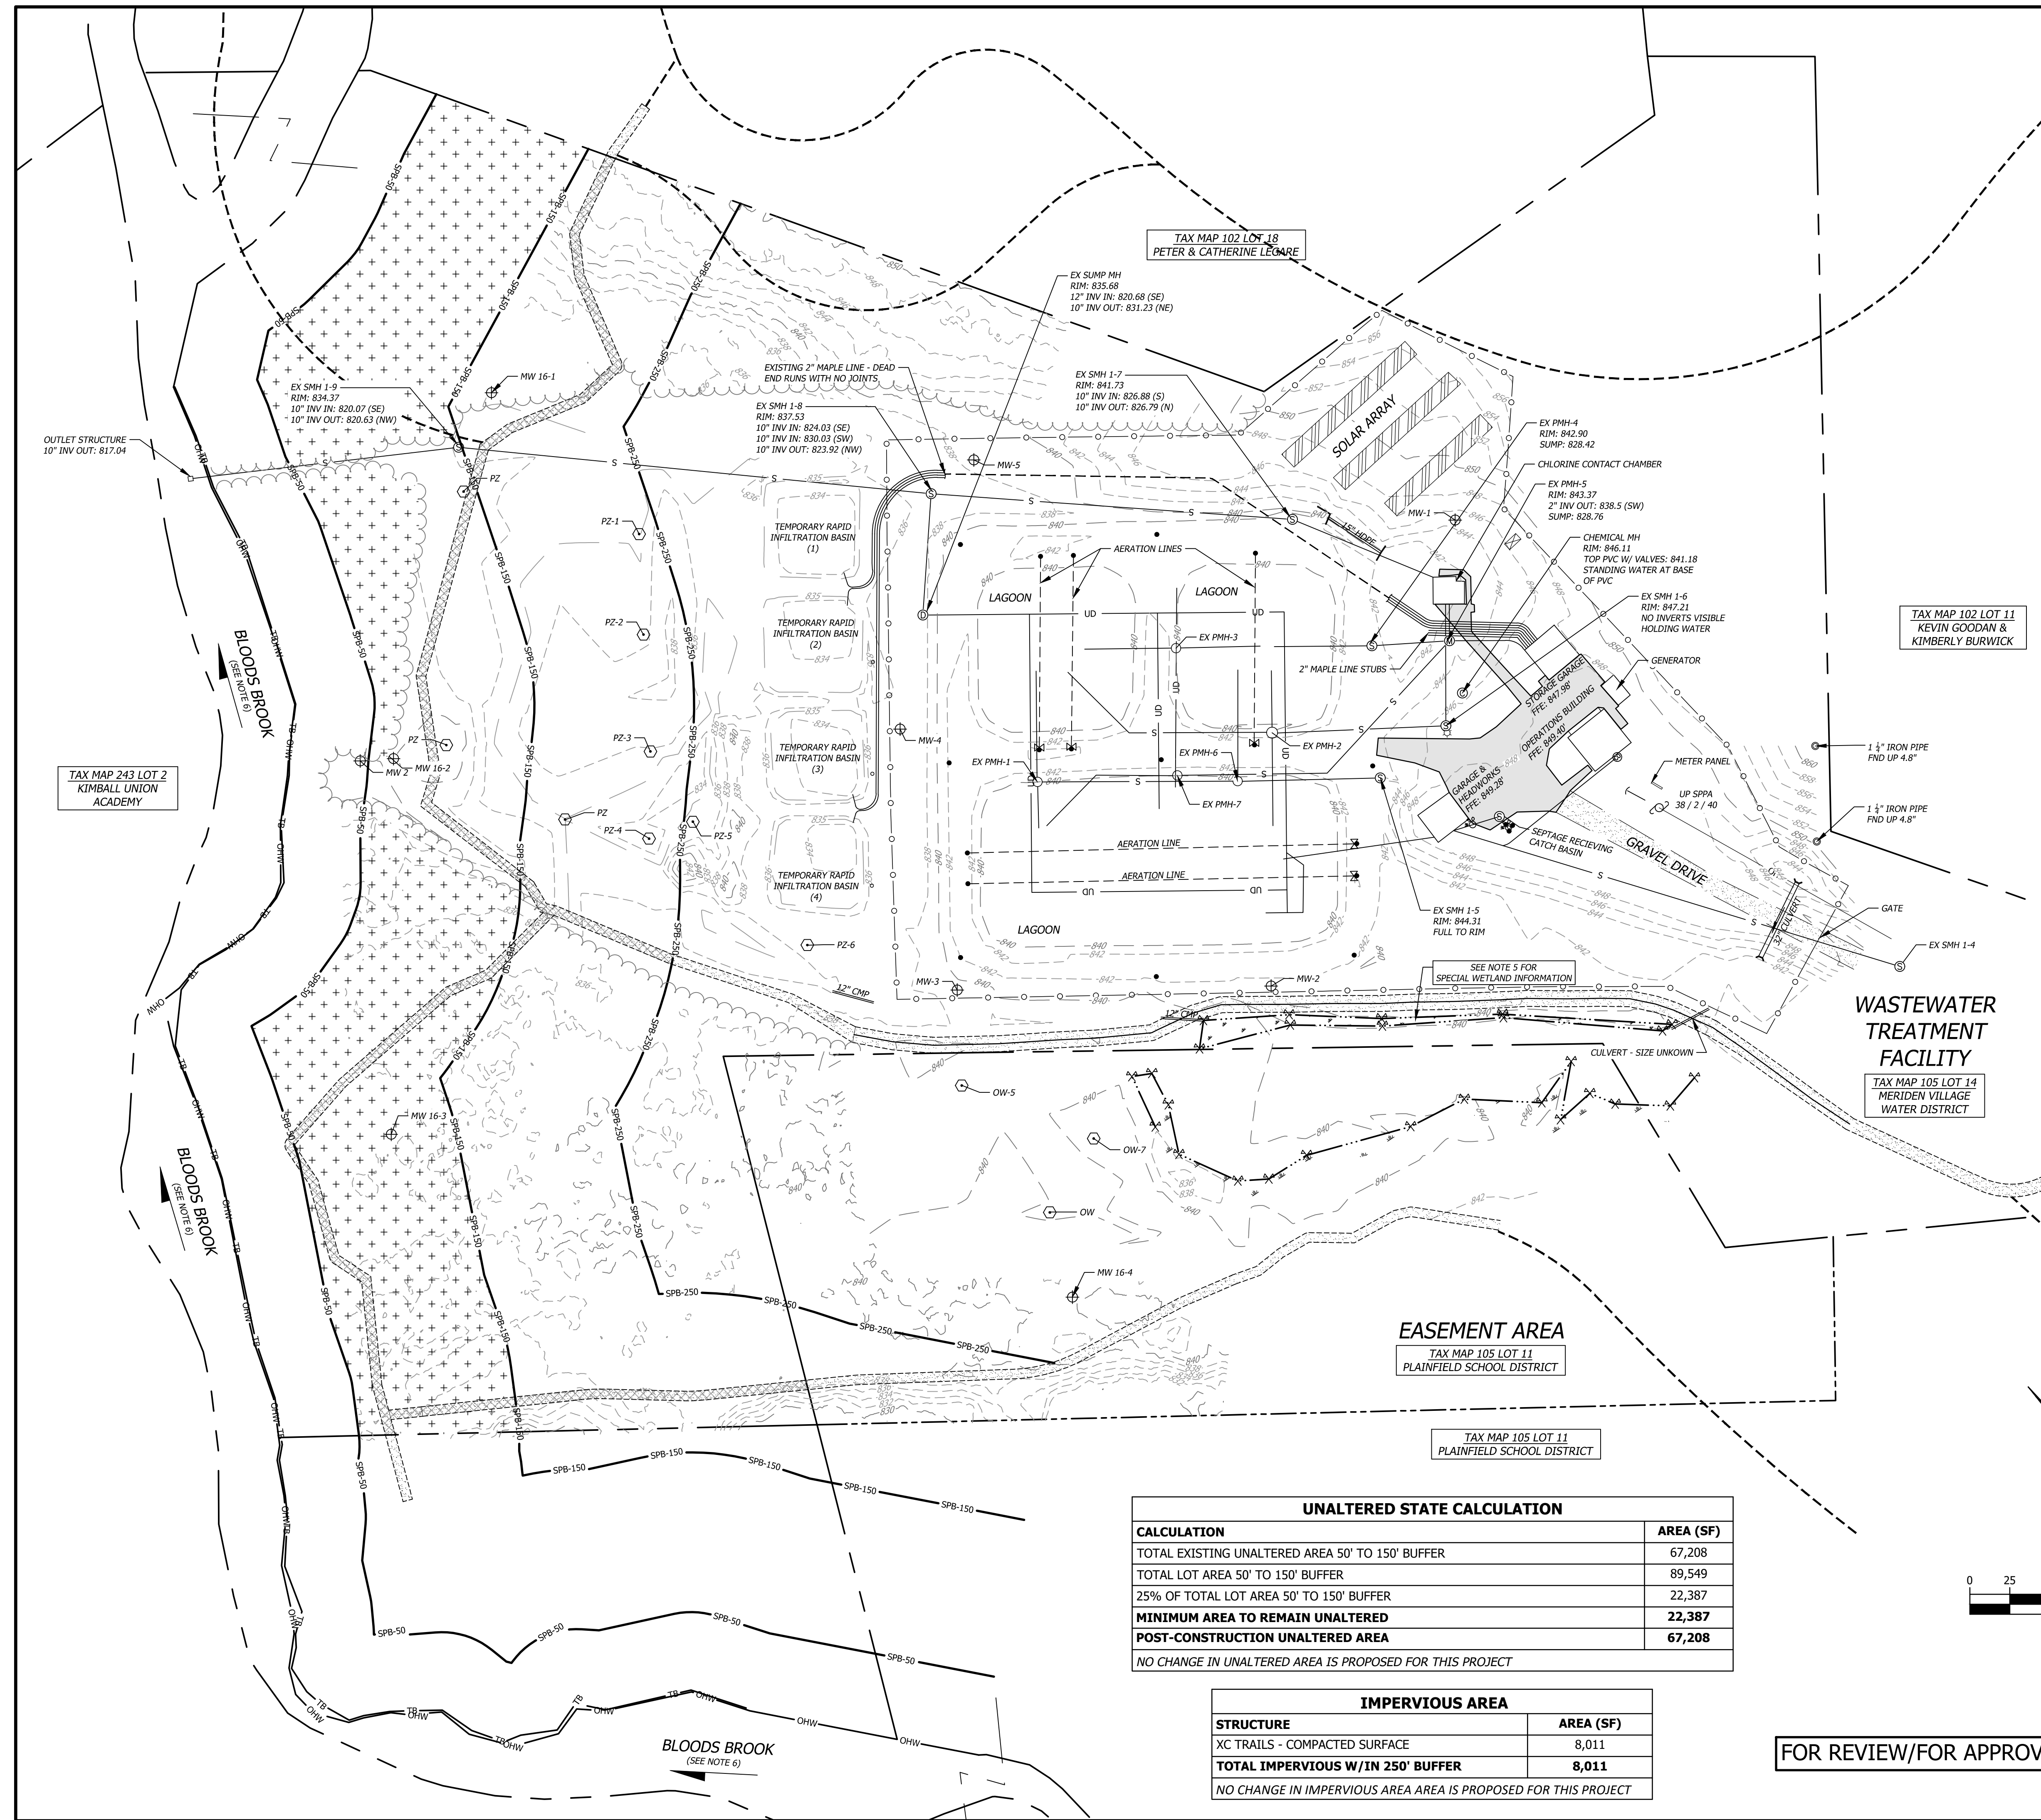 TAX MAP 102 LOT 18
PETER & CATHERINE LEGARE
EX SUMP MH
RIM: 835.68
12" INV IN: 820.68 (SE)
10" INV OUT: 831.23 (NE)
EXISTING 2" MAPLE LINE - DEAD
END RUNS WITH NO JOINTS
EX SMH 1-7
RIM: 841.73
10" INV IN: 826.88 (S)
10" INV OUT: 826.79 (N)
EX SMH 1-8
RIM: 837.53
10" INV IN: 824.03 (SE)
10" INV IN: 830.03 (SW)
10" INV OUT: 823.92 (NW)
EX SMH 1-9
RIM: 834.37
10" INV IN: 820.07 (SE)
10" INV OUT: 820.63 (NW)
MW 16-1
OUTLET STRUCTURE
10" INV OUT: 817.04
SOLAR ARRAY
EX PMH-4
RIM: 842.90
SUMP: 828.42
CHLORINE CONTACT CHAMBER
EX PMH-5
RIM: 843.37
2" INV OUT: 838.5 (SW)
SUMP: 828.76
CHEMICAL MH
RIM: 846.11
TOP PVC W/ VALVES: 841.18
STANDING WATER AT BASE
OF PVC
EX SMH 1-6
RIM: 847.21
NO INVERTS VISIBLE
HOLDING WATER
GENERATOR
TAX MAP 102 LOT 11
KEVIN GOODAN &
KIMBERLY BURWICK
MW-5
MW-1
15" HDPE
PZ
PZ-1
PZ-2
PZ-3
PZ
PZ
PZ-4
PZ-5
PZ-6
TEMPORARY RAPID
INFILTRATION BASIN
(1)
TEMPORARY RAPID
INFILTRATION BASIN
(2)
TEMPORARY RAPID
INFILTRATION BASIN
(3)
TEMPORARY RAPID
INFILTRATION BASIN
(4)
AERATION LINES
LAGOON
LAGOON
UD
EX PMH-3
2" MAPLE LINE STUBS
STORAGE GARAGE
FFE: 847.98'
OPERATIONS BUILDING
FFE: 849.40'
GARAGE &
HEADWORKS
FFE: 849.28'
MW-4
EX PMH-1
EX PMH-6
EX PMH-2
EX PMH-7
AERATION LINE
AERATION LINE
UD
UD
LAGOON
METER PANEL
UP SPPA
38 / 2 / 40
1 ¼" IRON PIPE
FND UP 4.8"
1 ¼" IRON PIPE
FND UP 4.8"
SEPTAGE RECIEVING
CATCH BASIN
GRAVEL DRIVE
32" CULVERT
GATE
EX SMH 1-4
EX SMH 1-5
RIM: 844.31
FULL TO RIM
SEE NOTE 5 FOR
SPECIAL WETLAND INFORMATION
MW-3
MW-2
12" CMP
12" CMP
CULVERT - SIZE UNKOWN
WASTEWATER
TREATMENT
FACILITY
TAX MAP 105 LOT 14
MERIDEN VILLAGE
WATER DISTRICT
BLOODS BROOK
(SEE NOTE 6)
TAX MAP 243 LOT 2
KIMBALL UNION
ACADEMY
MW 2
MW 16-2
MW 16-3
OW-5
OW-7
OW
MW 16-4
BLOODS BROOK
(SEE NOTE 6)
EASEMENT AREA
TAX MAP 105 LOT 11
PLAINFIELD SCHOOL DISTRICT
TAX MAP 105 LOT 11
PLAINFIELD SCHOOL DISTRICT
SPB-50
SPB-150
SPB-250
TB
OHW
BLOODS BROOK
(SEE NOTE 6)
UNALTERED STATE CALCULATION
CALCULATION AREA (SF)
TOTAL EXISTING UNALTERED AREA 50' TO 150' BUFFER 67,208
TOTAL LOT AREA 50' TO 150' BUFFER 89,549
25% OF TOTAL LOT AREA 50' TO 150' BUFFER 22,387
MINIMUM AREA TO REMAIN UNALTERED 22,387
POST-CONSTRUCTION UNALTERED AREA 67,208
NO CHANGE IN UNALTERED AREA IS PROPOSED FOR THIS PROJECT
IMPERVIOUS AREA
STRUCTURE AREA (SF)
XC TRAILS - COMPACTED SURFACE 8,011
TOTAL IMPERVIOUS W/IN 250' BUFFER 8,011
NO CHANGE IN IMPERVIOUS AREA AREA IS PROPOSED FOR THIS PROJECT
0 25
FOR REVIEW/FOR APPROV